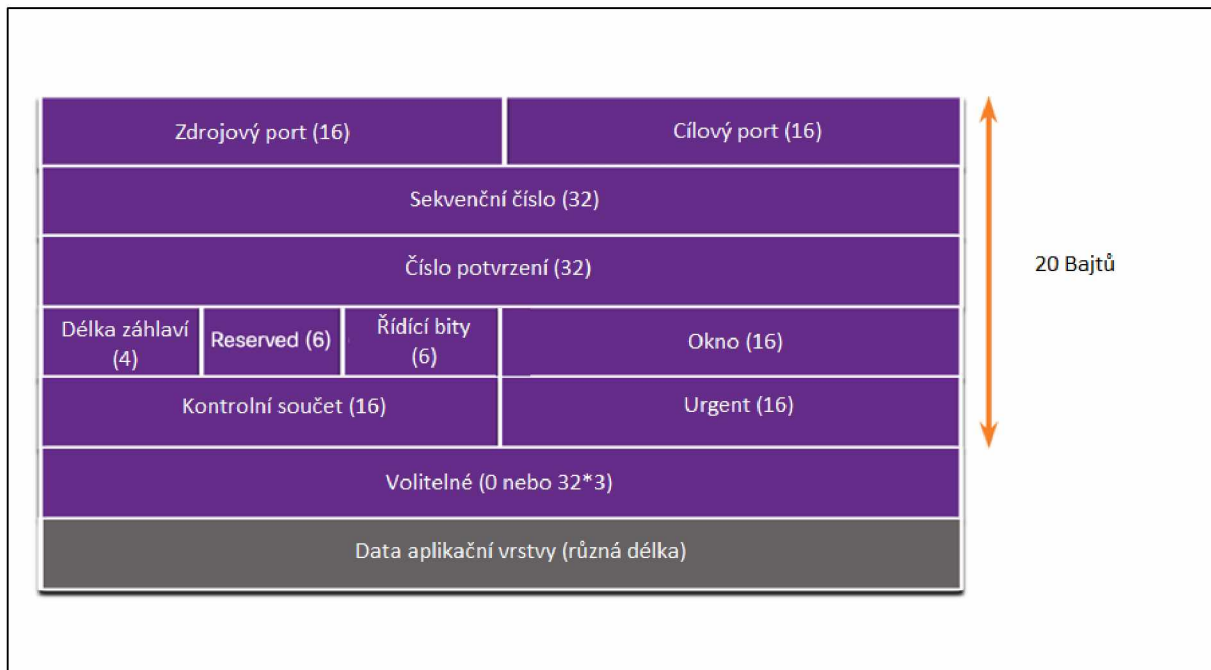 Zdrojový port (16)
Cílový port (16)
Sekvenční číslo (32)
Číslo potvrzení (32)
20 Bajtů
Délka záhlaví
(4)
Reserved (6)
Řídící bity
(6)
Okno (16)
Kontrolní součet (16)
Urgent (16)
Volitelné (0 nebo 32*3)
Data aplikační vrstvy (různá délka)